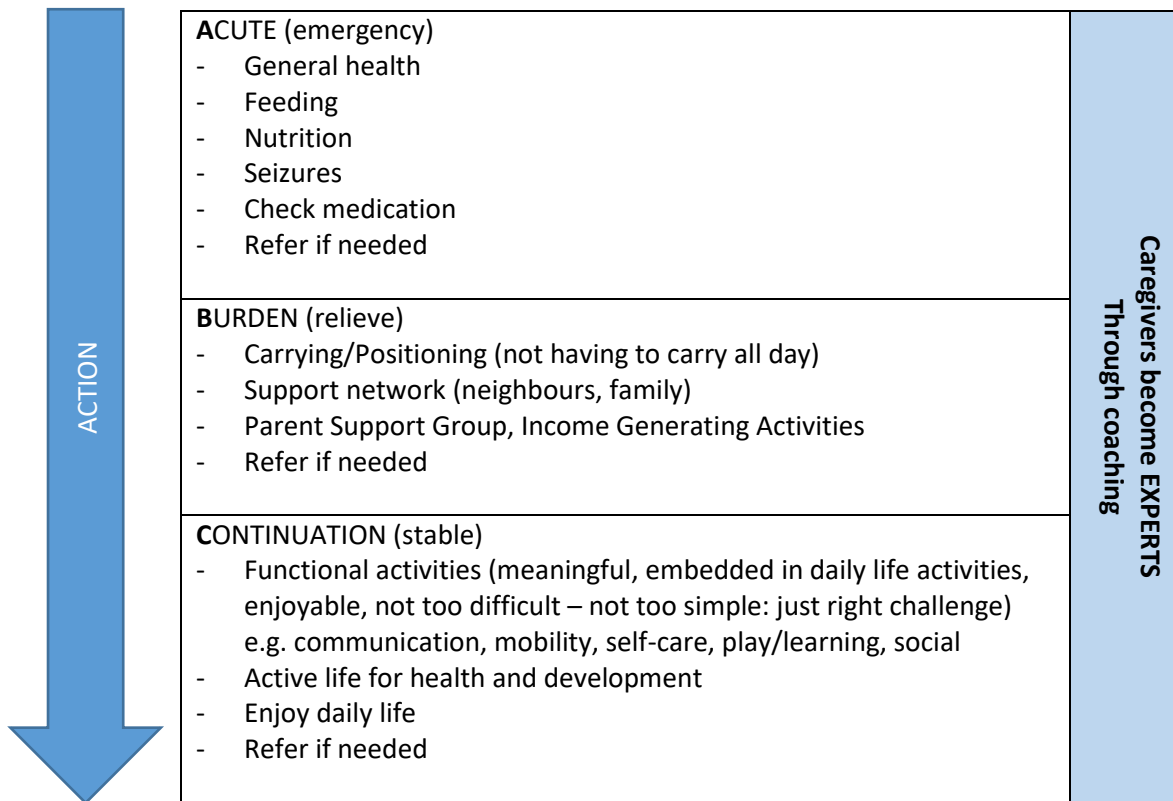 ACTION
ACUTE (emergency)
- General health
- Feeding
- Nutrition
- Seizures
- Check medication
- Refer if needed
BURDEN (relieve)
- Carrying/Positioning (not having to carry all day)
- Support network (neighbours, family)
- Parent Support Group, Income Generating Activities
- Refer if needed
CONTINUATION (stable)
- Functional activities (meaningful, embedded in daily life activities,
enjoyable, not too difficult – not too simple: just right challenge)
e.g. communication, mobility, self-care, play/learning, social
- Active life for health and development
- Enjoy daily life
- Refer if needed
Caregivers become EXPERTS
Through coaching